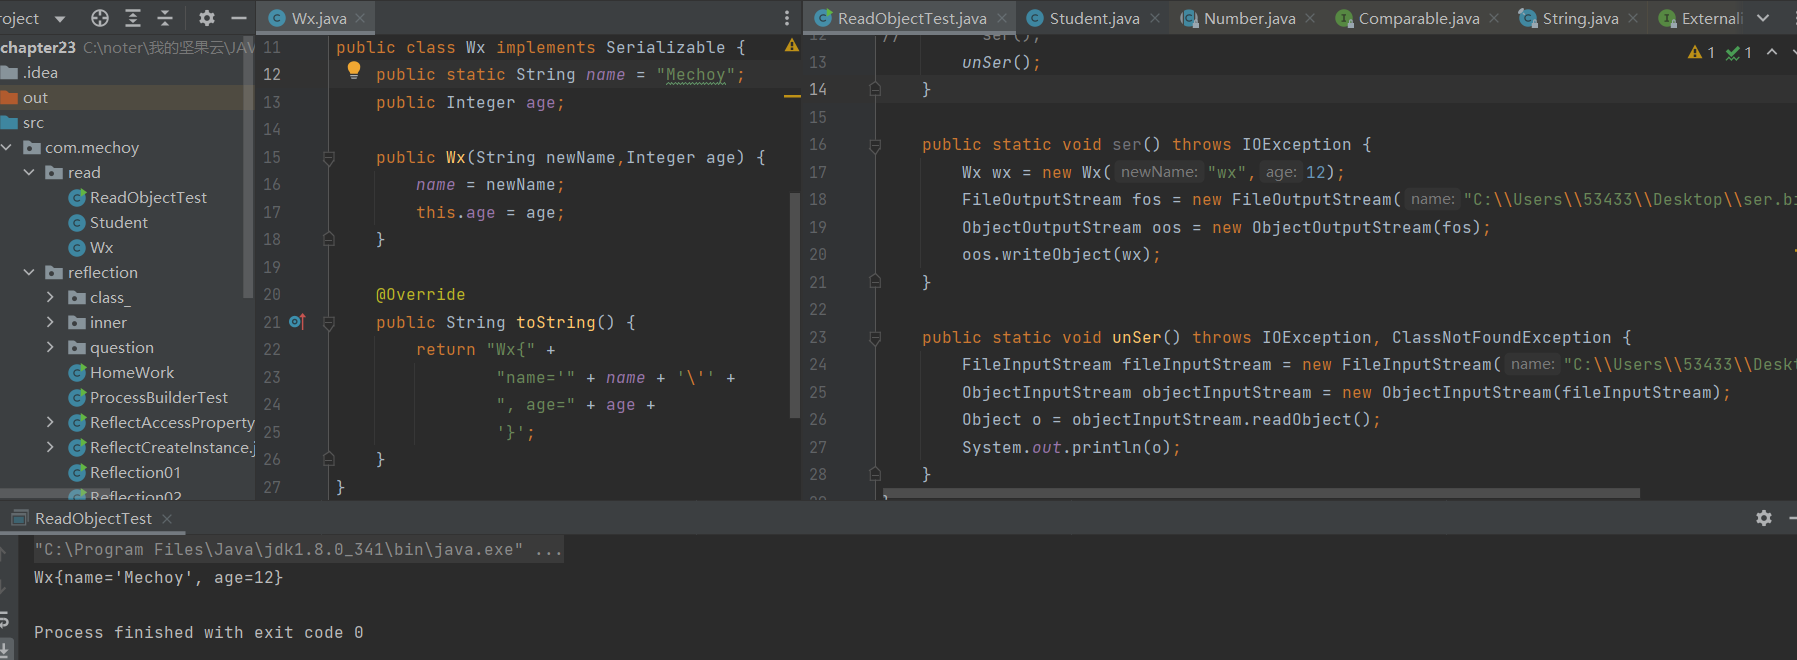 roject
chapter23 C:\noter\我的坚果云\JAV
.idea
out
src
com.mechoy
read
ReadObjectTest
Student
Wx
reflection
class_
inner
question
HomeWork
ProcessBuilderTest
ReflectAccessProperty
ReflectCreateInstance.j
Reflection01
Reflection02
Wx.java
11 public class Wx implements Serializable {
12 public static String name = "Mechoy";
13 public Integer age;
14
15 public Wx(String newName,Integer age) {
16 name = newName;
17 this.age = age;
18 }
19
20 @Override
21 public String toString() {
22 return "Wx{" +
23 "name='" + name + '\'' +
24 ", age=" + age +
25 '}';
26 }
27 }
ReadObjectTest.java Student.java Number.java Comparable.java String.java Externali
1 1
12 // ser();
13 unSer();
14 }
15
16 public static void ser() throws IOException {
17 Wx wx = new Wx( newName: "wx", age: 12);
18 FileOutputStream fos = new FileOutputStream( name: "C:\\Users\\53433\\Desktop\\ser.bi
19 ObjectOutputStream oos = new ObjectOutputStream(fos);
20 oos.writeObject(wx);
21 }
22
23 public static void unSer() throws IOException, ClassNotFoundException {
24 FileInputStream fileInputStream = new FileInputStream( name: "C:\\Users\\53433\\Deskt
25 ObjectInputStream objectInputStream = new ObjectInputStream(fileInputStream);
26 Object o = objectInputStream.readObject();
27 System.out.println(o);
28 }
ReadObjectTest
"C:\Program Files\Java\jdk1.8.0_341\bin\java.exe" ...
Wx{name='Mechoy', age=12}
Process finished with exit code 0